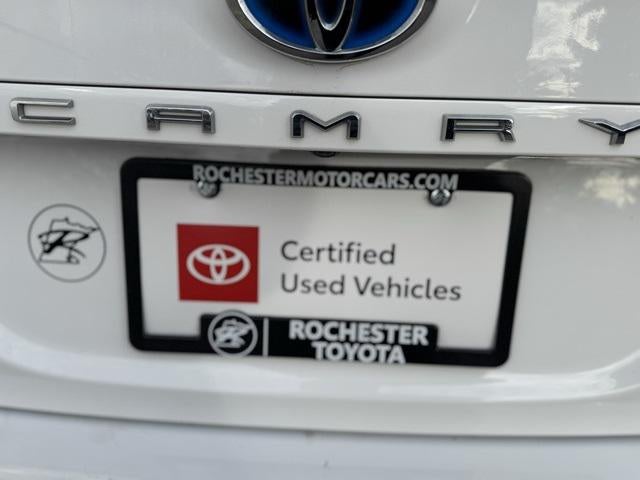 CAMRY
ROCHESTERMOTORCARS.COM
Certified
Used Vehicles
ROCHESTER
TOYOTA